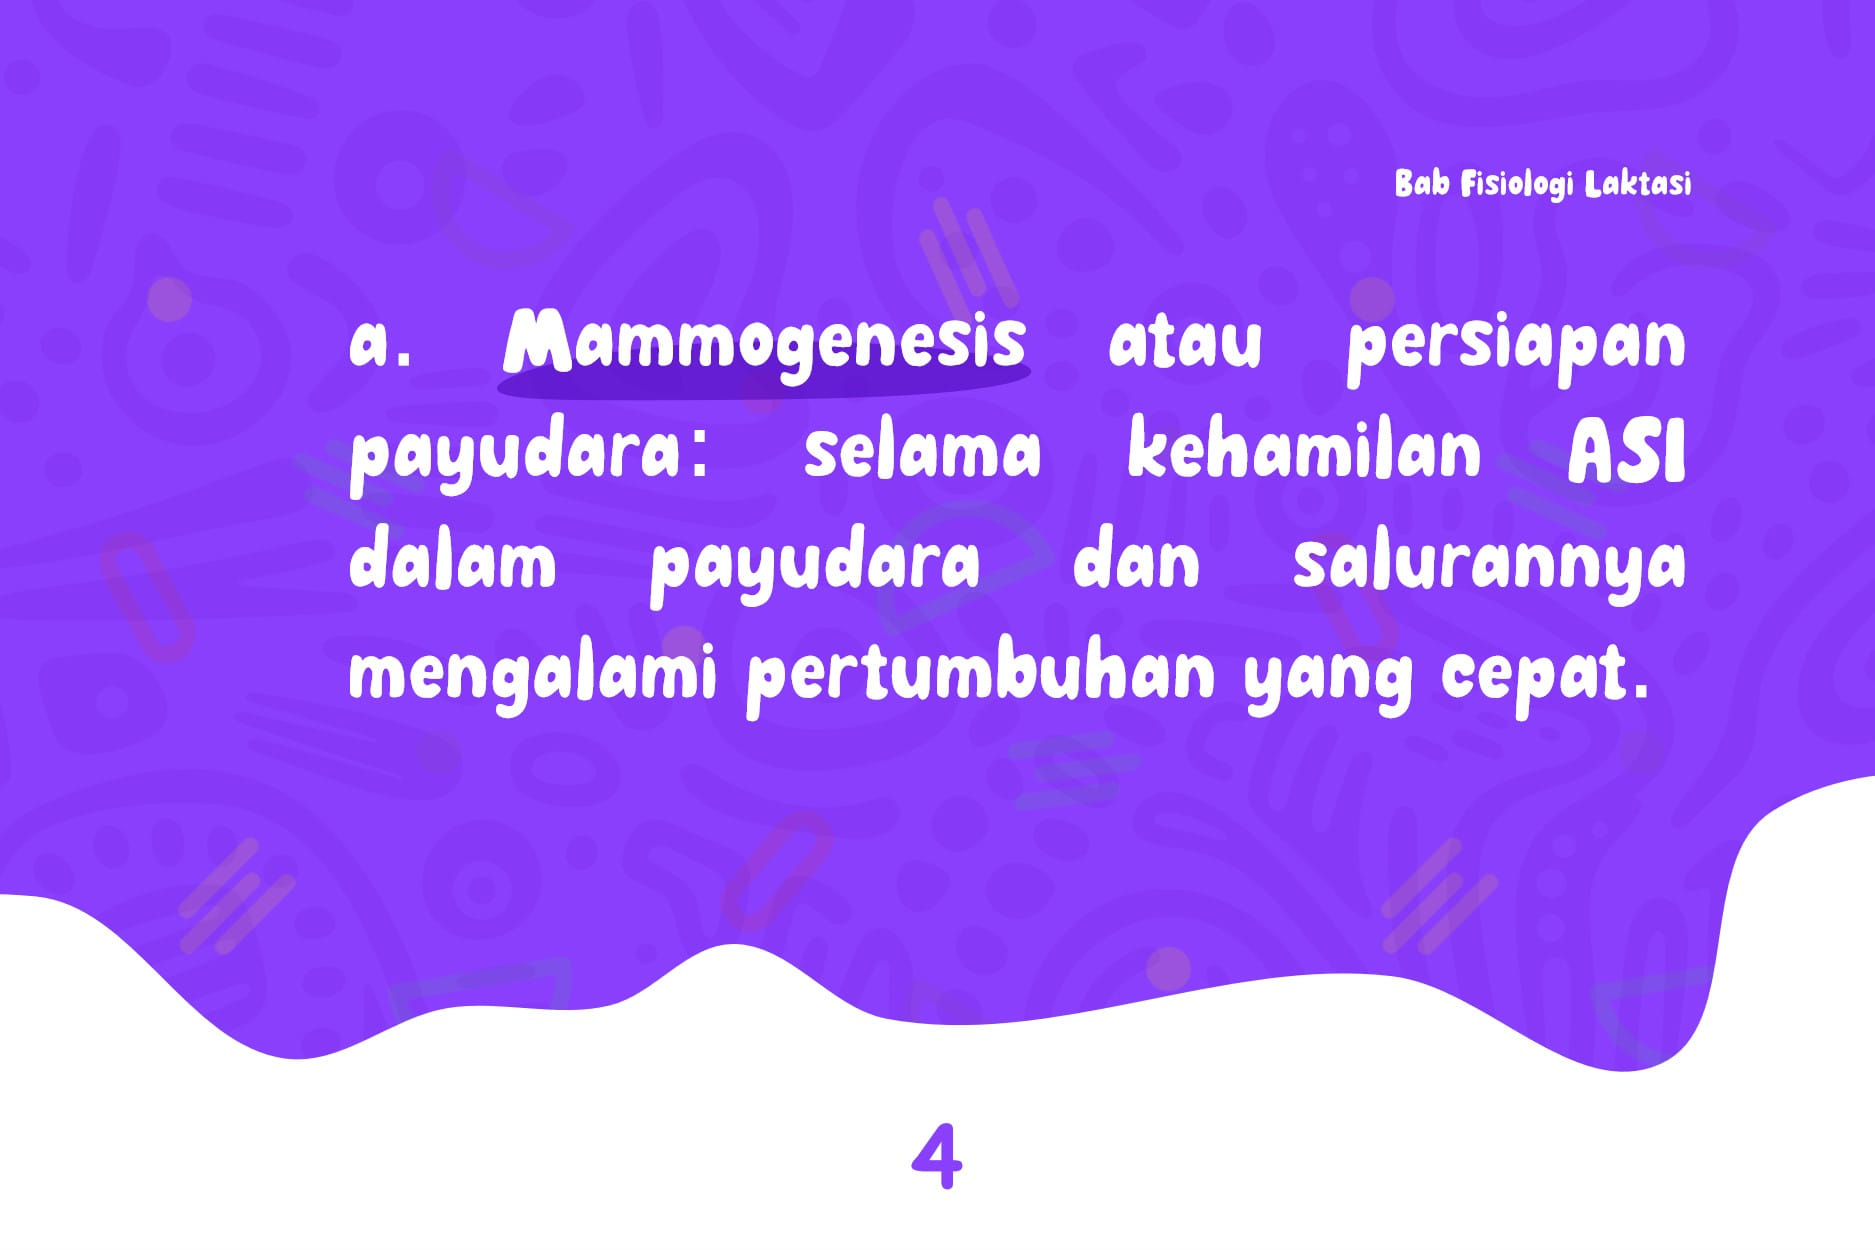 Bab Fisiologi Laktasi
a. Mammogenesis atau persiapan
payudara: selama kehamilan ASI
dalam payudara dan salurannya
mengalami pertumbuhan yang cepat.
4